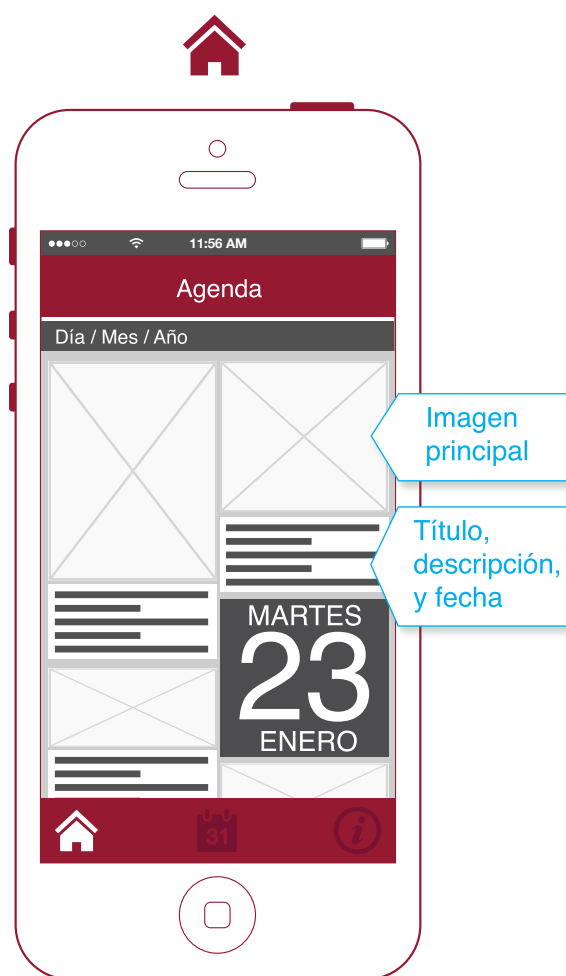 11:56 AM
Agenda
Día / Mes / Año
Imagen
principal
Título,
descripción,
y fecha
MARTES
23
ENERO
31
i